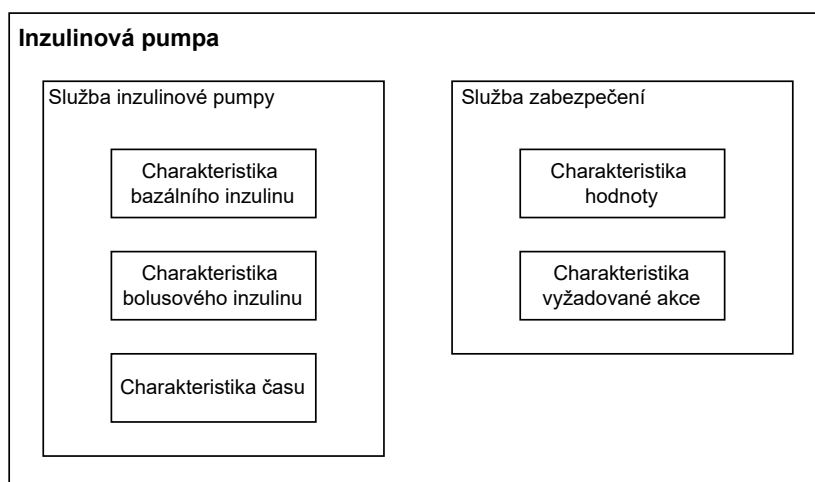 Inzulinová pumpa
Služba inzulinové pumpy
Charakteristika
bazálního inzulinu
Charakteristika
bolusového inzulinu
Charakteristika času
Služba zabezpečení
Charakteristika
hodnoty
Charakteristika
vyžadované akce